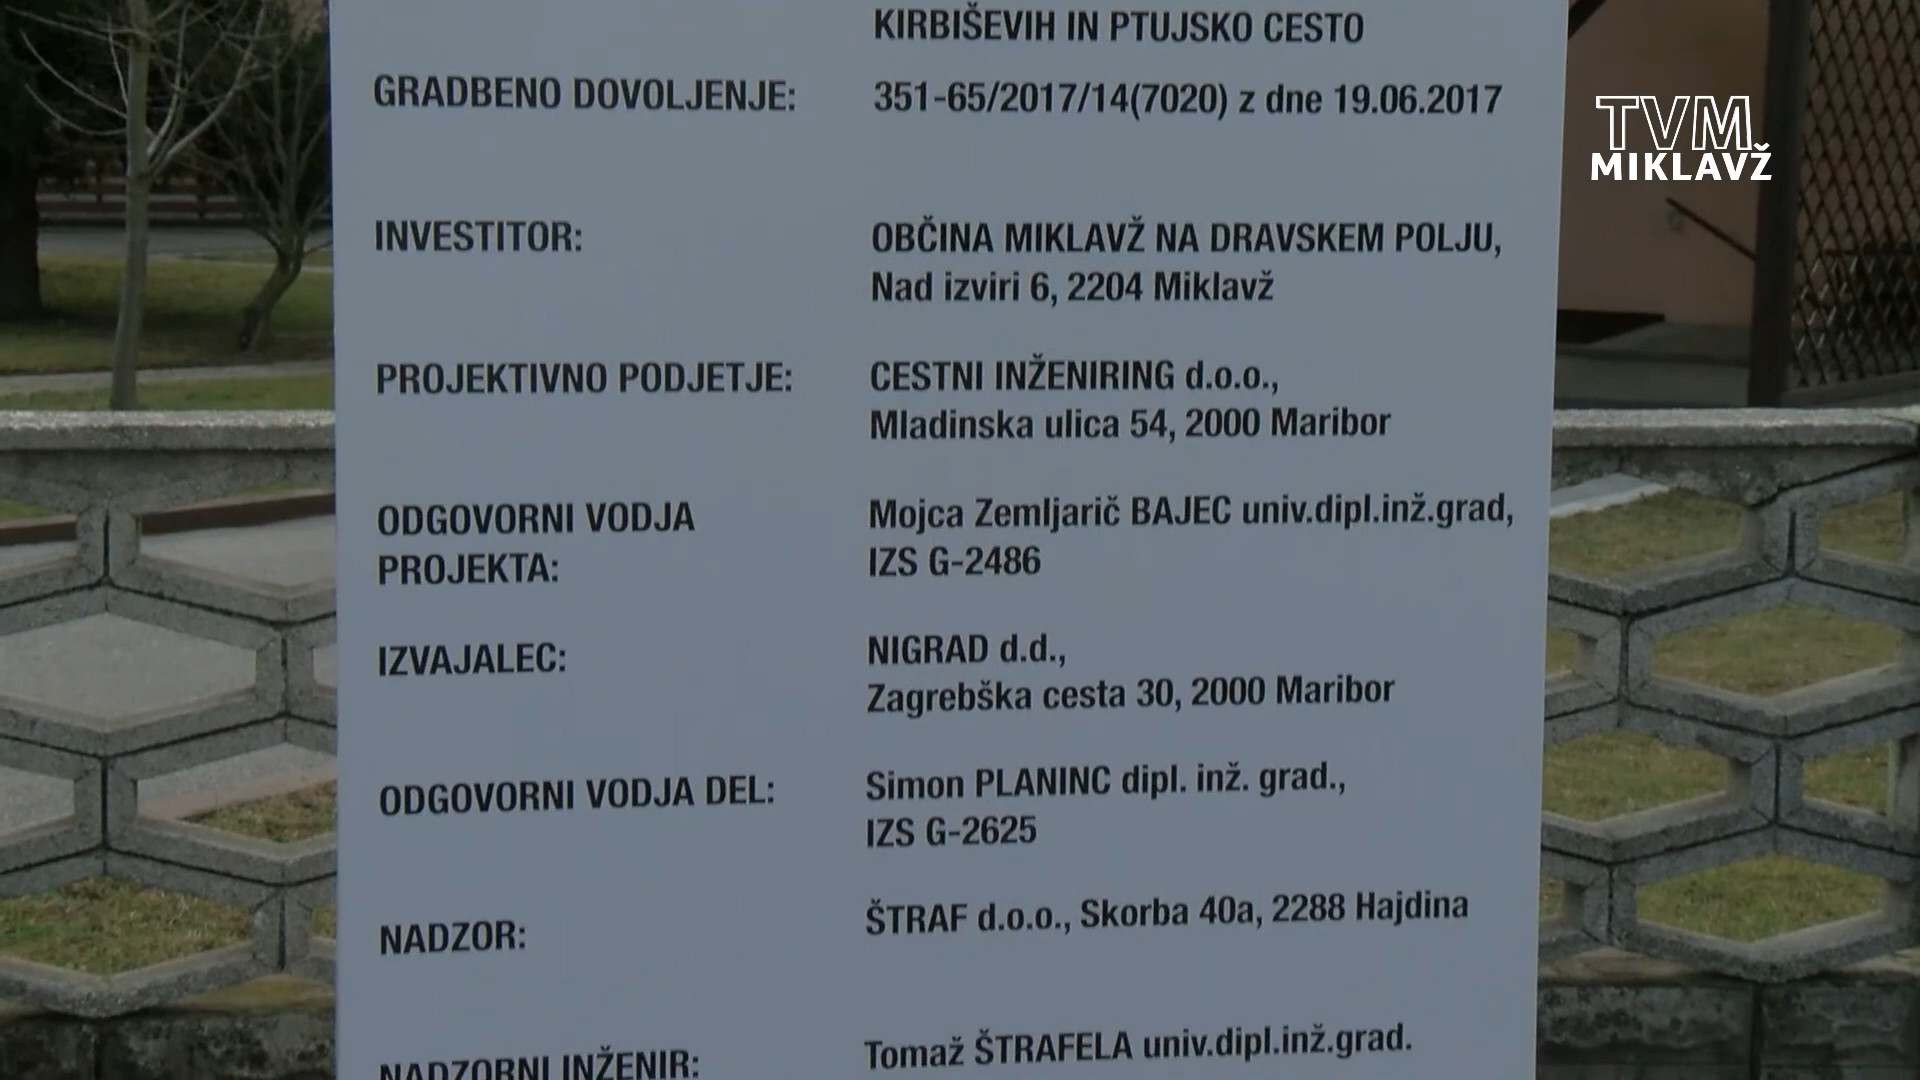 KIRBIŠEVIH IN PTUJSKO CESTO
GRADBENO DOVOLJENJE: 351-65/2017/14(7020) z dne 19.06.2017
TVM
MIKLAVŽ
INVESTITOR: OBČINA MIKLAVŽ NA DRAVSKEM POLJU,
Nad izviri 6, 2204 Miklavž
PROJEKTIVNO PODJETJE: CESTNI INŽENIRING d.o.o.,
Mladinska ulica 54, 2000 Maribor
ODGOVORNI VODJA Mojca Zemljarič BAJEC univ.dipl.inž.grad,
PROJEKTA: IZS G-2486
IZVAJALEC: NIGRAD d.d.,
Zagrebška cesta 30, 2000 Maribor
ODGOVORNI VODJA DEL: Simon PLANINC dipl. inž. grad.,
IZS G-2625
NADZOR: ŠTRAF d.o.o., Skorba 40a, 2288 Hajdina
NADZORNI INŽENIR: Tomaž ŠTRAFELA univ.dipl.inž.grad.